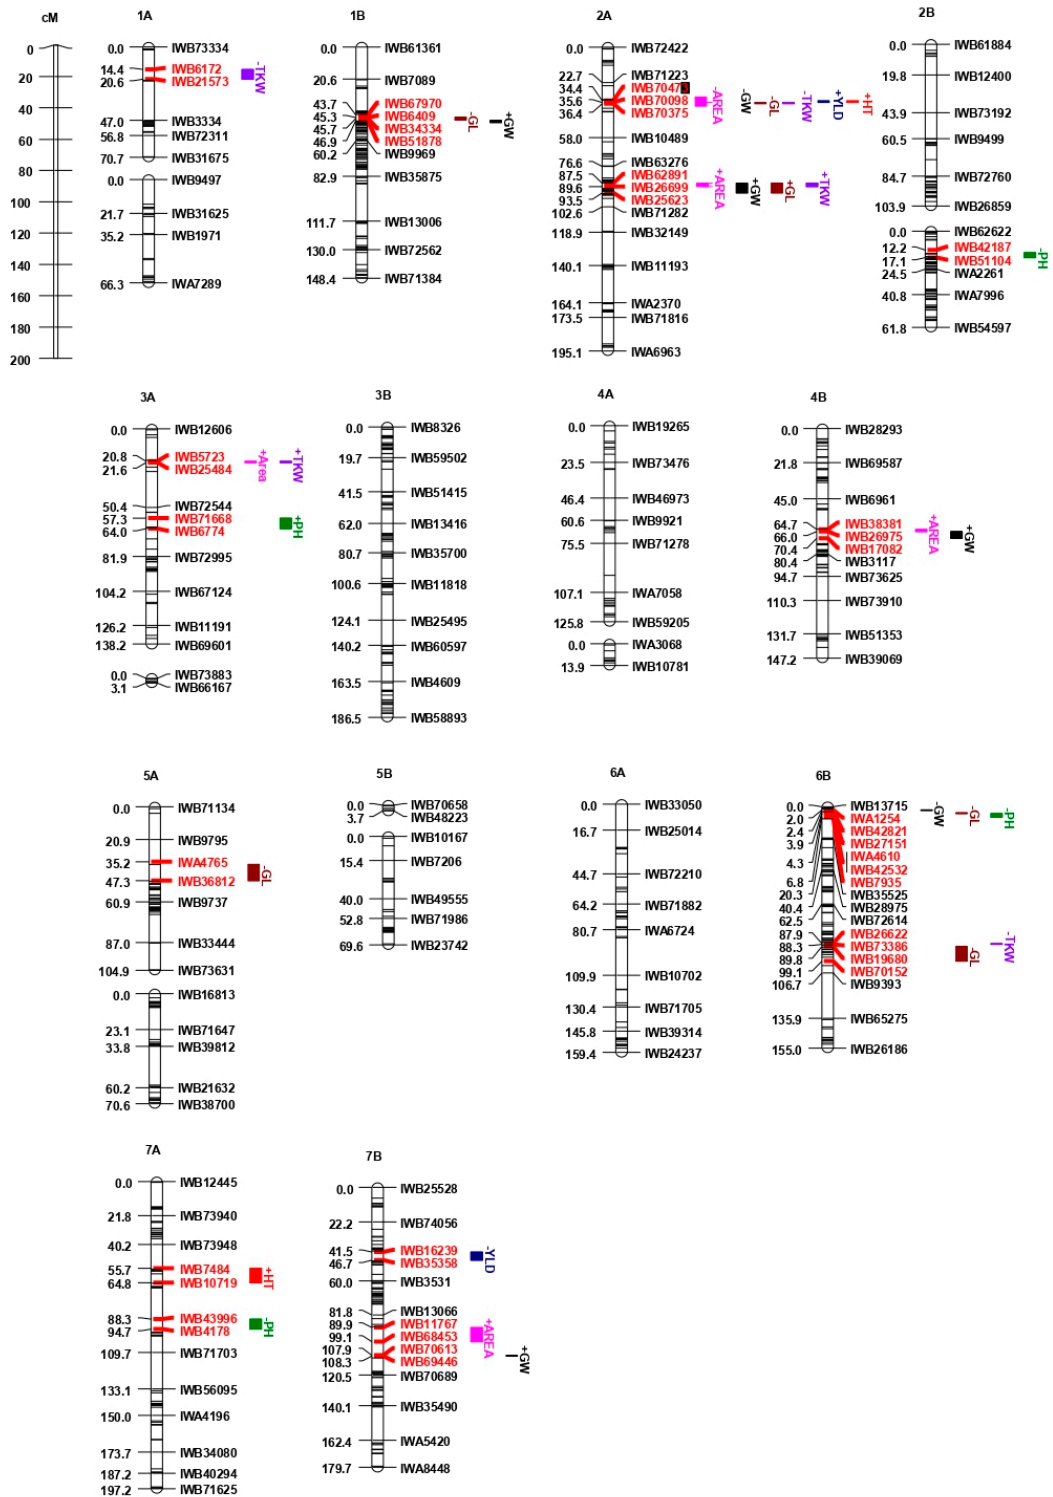 cM
0
20
40
60
80
100
120
140
160
180
200
1A
0.0 IWB73334
14.4 IWB6172
20.6 IWB21573
47.0 IWB3334
56.8 IWB72311
70.7 IWB31675
0.0 IWB9497
21.7 IWB31625
35.2 IWB1971
66.3 IWA7289
-TKW
1B
0.0 IWB61361
20.6 IWB7089
43.7 IWB67970
45.3 IWB6409
45.7 IWB34334
46.9 IWB51878
60.2 IWB9969
82.9 IWB35875
111.7 IWB13006
130.0 IWB72562
148.4 IWB71384
-GL
+GW
2A
0.0 IWB72422
22.7 IWB71223
34.4
35.6 IWB70098
36.4 IWB70375
58.0 IWB10489
76.6 IWB63276
87.5 IWB62891
89.6 IWB26699
93.5 IWB25623
102.6 IWB71282
118.9 IWB32149
140.1 IWB11193
164.1 IWA2370
173.5 IWB71816
195.1 IWA6963
-AREA
-GW
-GL
-TKW
+YLD
+HT
+AREA
+GW
+GL
+TKW
2B
0.0 IWB61884
19.8 IWB12400
43.9 IWB73192
60.5 IWB9499
84.7 IWB72760
103.9 IWB26859
0.0 IWB62622
12.2 IWB42187
17.1 IWB51104
24.5 IWA2261
40.8 IWA7996
61.8 IWB54597
-PH
3A
0.0 IWB12606
20.8 IWB5723
21.6 IWB25484
50.4 IWB72544
57.3 IWB71668
64.0 IWB6774
81.9 IWB72995
104.2 IWB67124
126.2 IWB11191
138.2 IWB69601
0.0 IWB73883
3.1 IWB66167
+Area
+TKW
+PH
3B
0.0 IWB8326
19.7 IWB59502
41.5 IWB51415
62.0 IWB13416
80.7 IWB35700
100.6 IWB11818
124.1 IWB25495
140.2 IWB60597
163.5 IWB4609
186.5 IWB58893
4A
0.0 IWB19265
23.5 IWB73476
46.4 IWB46973
60.6 IWB9921
75.5 IWB71278
107.1 IWA7058
125.8 IWB59205
0.0 IWA3068
13.9 IWB10781
4B
0.0 IWB28293
21.8 IWB69587
45.0 IWB6961
64.7 IWB38381
66.0 IWB26975
70.4 IWB17082
80.4 IWB3117
94.7 IWB73625
110.3 IWB73910
131.7 IWB51353
147.2 IWB39069
+AREA
+GW
5A
0.0 IWB71134
20.9 IWB9795
35.2 IWA4765
47.3 IWB36812
60.9 IWB9737
87.0 IWB33444
104.9 IWB73631
0.0 IWB16813
23.1 IWB71647
33.8 IWB39812
60.2 IWB21632
70.6 IWB38700
-GL
5B
0.0 IWB70658
3.7 IWB48223
0.0 IWB10167
15.4 IWB7206
40.0 IWB49555
52.8 IWB71986
69.6 IWB23742
6A
0.0 IWB33050
16.7 IWB25014
44.7 IWB72210
64.2 IWB71882
80.7 IWA6724
109.9 IWB10702
130.4 IWB71705
145.8 IWB39314
159.4 IWB24237
6B
0.0 IWB13715
2.0 IWA1254
2.4 IWB42821
3.9 IWB27151
4.3 IWA4610
IWB42532
6.8 IWB7935
20.3 IWB35525
40.4 IWB28975
62.5 IWB72614
87.9 IWB26622
88.3 IWB73386
89.8 IWB19680
99.1 IWB70152
106.7 IWB9393
135.9 IWB65275
155.0 IWB26186
-GW
-GL
-PH
-GL
-TKW
7A
0.0 IWB12445
21.8 IWB73940
40.2 IWB73948
55.7 IWB7484
64.8 IWB10719
88.3 IWB43996
94.7 IWB4178
109.7 IWB71703
133.1 IWB56095
150.0 IWA4196
173.7 IWB34080
187.2 IWB40294
197.2 IWB71625
+HT
-PH
7B
0.0 IWB25528
22.2 IWB74056
41.5 IWB16239
46.7 IWB35358
60.0 IWB3531
81.8 IWB13066
89.9 IWB11767
99.1 IWB68453
107.9 IWB70613
108.3 IWB69446
120.5 IWB70689
140.1 IWB35490
162.4 IWA5420
179.7 IWA8448
-YLD
+AREA
+GW